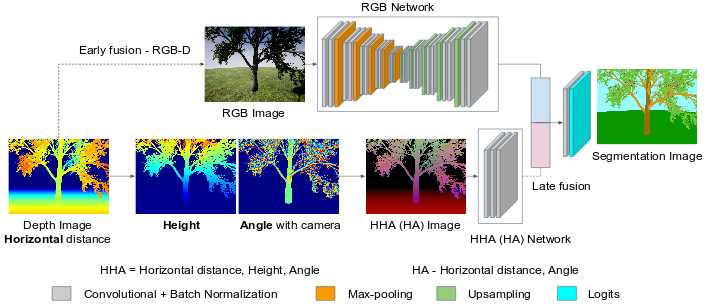 RGB Network
Early fusion - RGB-D
RGB Image
Segmentation Image
Late fusion
Depth Image
Horizontal distance
Height
Angle with camera
HHA (HA) Image
HHA (HA) Network
HHA = Horizontal distance, Height, Angle
HA - Horizontal distance, Angle
Convolutional + Batch Normalization
Max-pooling
Upsampling
Logits